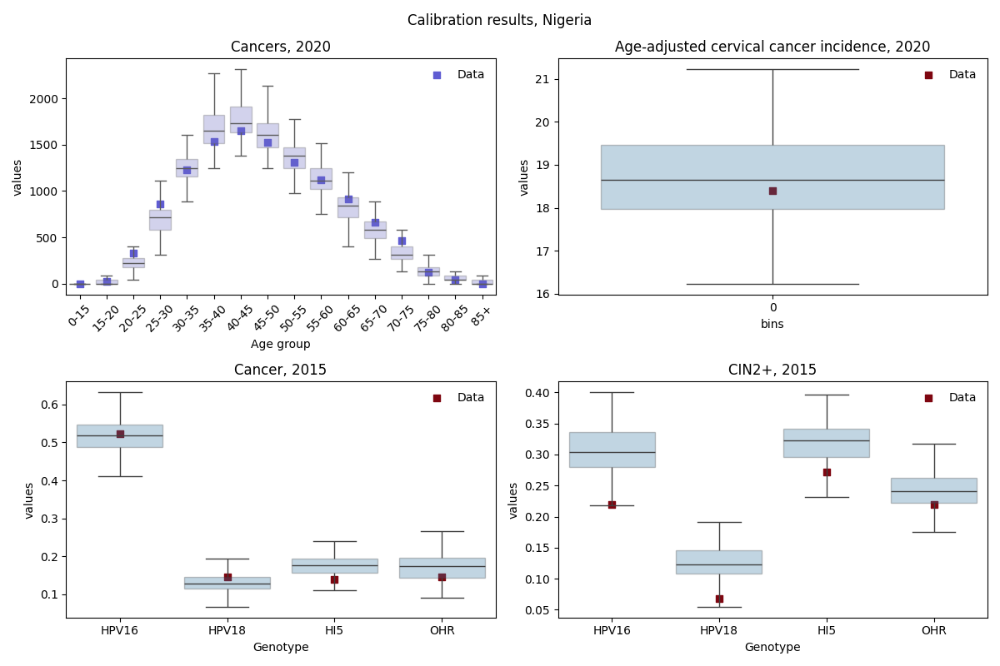 Calibration results, Nigeria
Cancers, 2020
Data
values
2000
1500
1000
500
0
0-15
15-20
20-25
25-30
30-35
35-40
40-45
45-50
50-55
55-60
60-65
65-70
70-75
75-80
80-85
85+
Age group
Age-adjusted cervical cancer incidence, 2020
Data
values
21
20
19
18
17
16
0
bins
Cancer, 2015
Data
values
0.6
0.5
0.4
0.3
0.2
0.1
HPV16
HPV18
HI5
OHR
Genotype
CIN2+, 2015
Data
values
0.40
0.35
0.30
0.25
0.20
0.15
0.10
0.05
HPV16
HPV18
HI5
OHR
Genotype